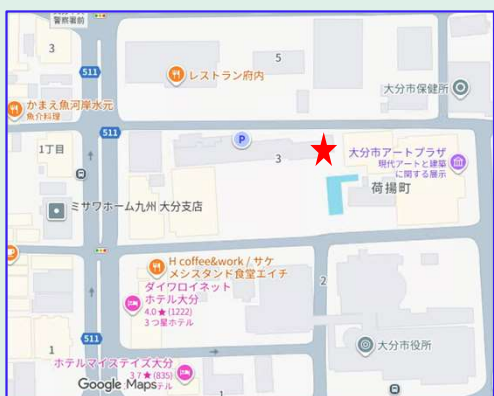 警察署前
3
511
レストラン府内
5
大分市保健所
かまえ魚河岸水元
魚介料理
511
P
1丁目
3
大分市アートプラザ
現代アートと建築
に関する展示
荷揚町
ミサワホーム九州 大分支店
H coffee&work / サケ
メシスタンド食堂エイチ
ダイワロイネット
ホテル大分
4.0★(1222)
3つ星ホテル
2
511
大分市役所
1
ホテルマイステイズ大分
3.7★(835)
テル
Google Maps
1